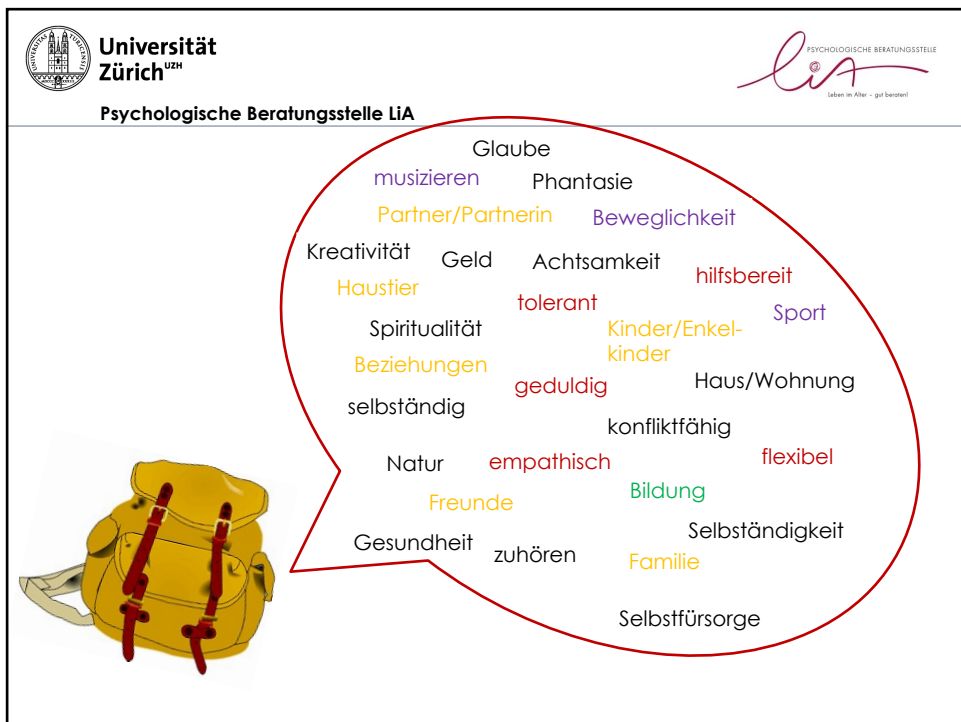 Universität
Zürich UZH
PSYCHOLOGISCHE BERATUNGSSTELLE
LiA
Leben im Alter – gut beraten!
Psychologische Beratungsstelle LiA
Glaube
musizieren
Phantasie
Partner/Partnerin
Beweglichkeit
Kreativität
Geld
Achtsamkeit
hilfsbereit
Haustier
tolerant
Sport
Spiritualität
Kinder/Enkel-
kinder
Beziehungen
geduldig
Haus/Wohnung
selbständig
konfliktfähig
Natur
empathisch
flexibel
Freunde
Bildung
Selbständigkeit
Gesundheit
zuhören
Familie
Selbstfürsorge